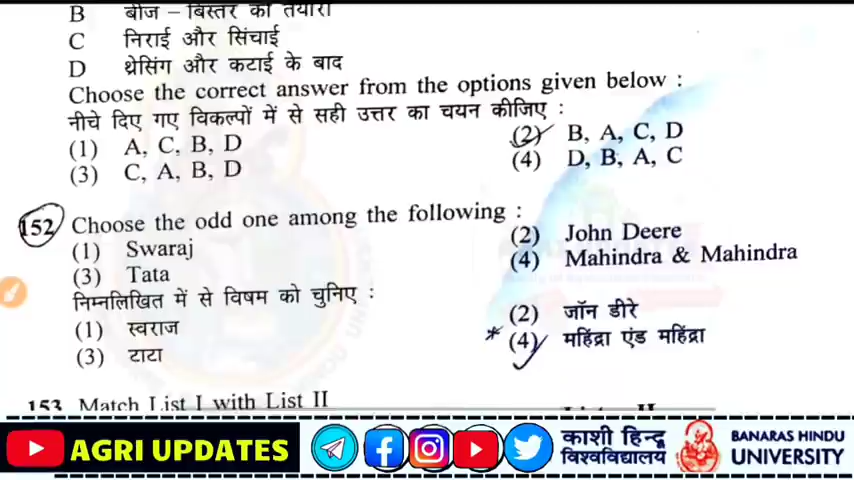 B बीज – बिस्तर की तैयारी
C निराई और सिंचाई
D थ्रेसिंग और कटाई के बाद
Choose the correct answer from the options given below :
नीचे दिए गए विकल्पों में से सही उत्तर का चयन कीजिए :
(1) A, C, B, D (2) B, A, C, D
(3) C, A, B, D (4) D, B, A, C
152 Choose the odd one among the following :
(1) Swaraj (2) John Deere
(3) Tata (4) Mahindra & Mahindra
निम्नलिखित में से विषम को चुनिए :
(1) स्वराज (2) जॉन डीरे
(3) टाटा * (4) महिंद्रा एंड महिंद्रा
153 Match List I with List II
AGRI UPDATES
काशी हिन्दू
विश्वविद्यालय
BANARAS HINDU
UNIVERSITY